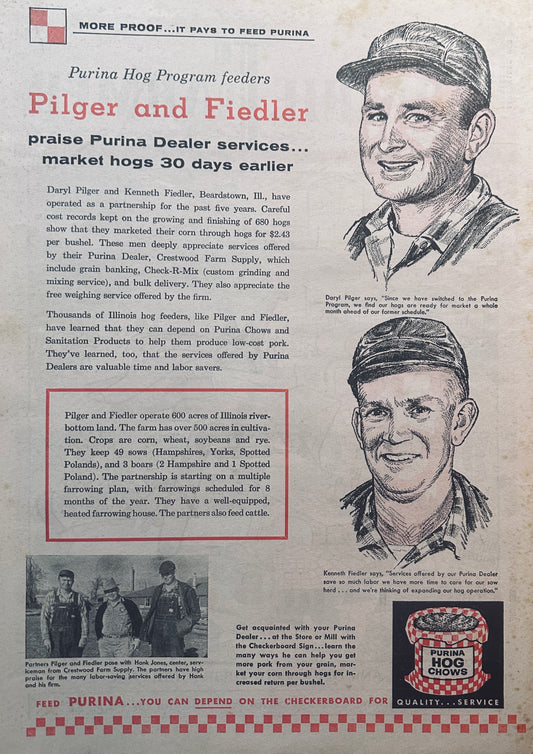 MORE PROOF...IT PAYS TO FEED PURINA
Purina Hog Program feeders
Pilger and Fiedler
praise Purina Dealer services...
market hogs 30 days earlier
Daryl Pilger and Kenneth Fiedler, Beardstown, Ill., have
operated as a partnership for the past five years. Careful
cost records kept on the growing and finishing of 680 hogs
show that they marketed their corn through hogs for $2.43
per bushel. These men deeply appreciate services offered
by their Purina Dealer, Crestwood Farm Supply, which
include grain banking, Check-R-Mix (custom grinding and
mixing service), and bulk delivery. They also appreciate the
free weighing service offered by the firm.
Thousands of Illinois hog feeders, like Pilger and Fiedler,
have learned that they can depend on Purina Chows and
Sanitation Products to help them produce low-cost pork.
They've learned, too, that the services offered by Purina
Dealers are valuable time and labor savers.
Daryl Pilger says, "Since we have switched to the Purina
Program, we find our hogs are ready for market a whole
month ahead of our former schedule."
Pilger and Fiedler operate 600 acres of Illinois river-
bottom land. The farm has over 500 acres in cultiva-
tion. Crops are corn, wheat, soybeans and rye.
They keep 49 sows (Hampshires, Yorks, Spotted
Polands), and 3 boars (2 Hampshire and 1 Spotted
Poland). The partnership is starting on a multiple
farrowing plan, with farrowings scheduled for 8
months of the year. They have a well-equipped,
heated farrowing house. The partners also feed cattle.
Kenneth Fiedler says, "Services offered by our Purina Dealer
save so much labor we have more time to care for our sow
herd . . . and we're thinking of expanding our hog operation."
Partners Pilger and Fiedler pose with Hank Jones, center, serv-
iceman from Crestwood Farm Supply. The partners have high
praise for the many labor-saving services offered by Hank
and his firm.
Get acquainted with your Purina
Dealer...at the Store or Mill with
the Checkerboard Sign...learn the
many ways he can help you get
more pork from your grain, mar-
ket your corn through hogs for in-
creased return per bushel.
PURINA
HOG
CHOWS
QUALITY...SERVICE
FEED PURINA...YOU CAN DEPEND ON THE CHECKERBOARD FOR